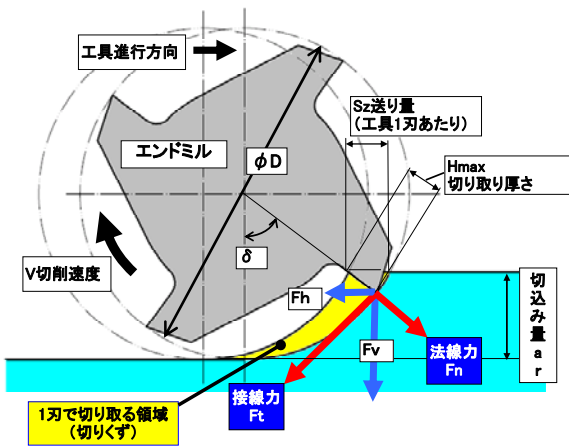 工具進行方向
Sz送り量
(工具1刃あたり)
エンドミル
φD
Hmax
切り取り厚さ
δ
V切削速度
Fh
切込み量ar
Fv
法線力
Fn
接線力
Ft
1刃で切り取る領域
(切りくず)